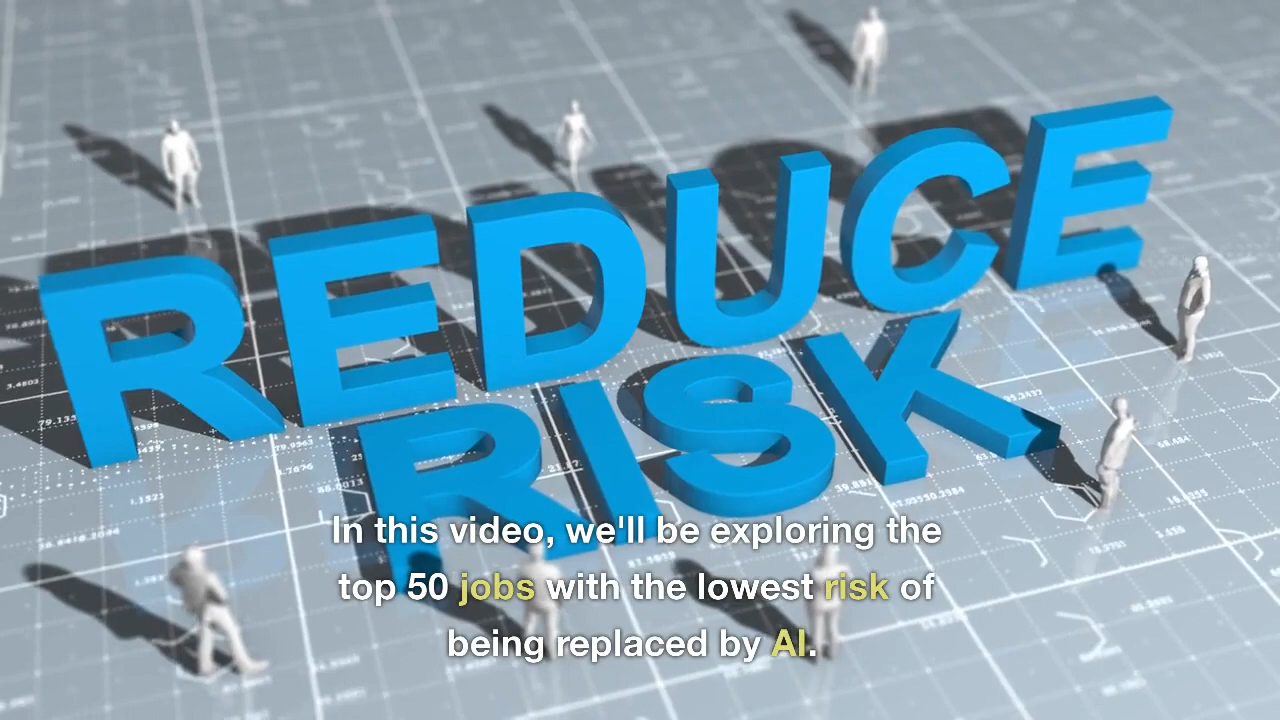 REDUCE
RISK
In this video, we'll be exploring the
top 50 jobs with the lowest risk of
being replaced by AI.